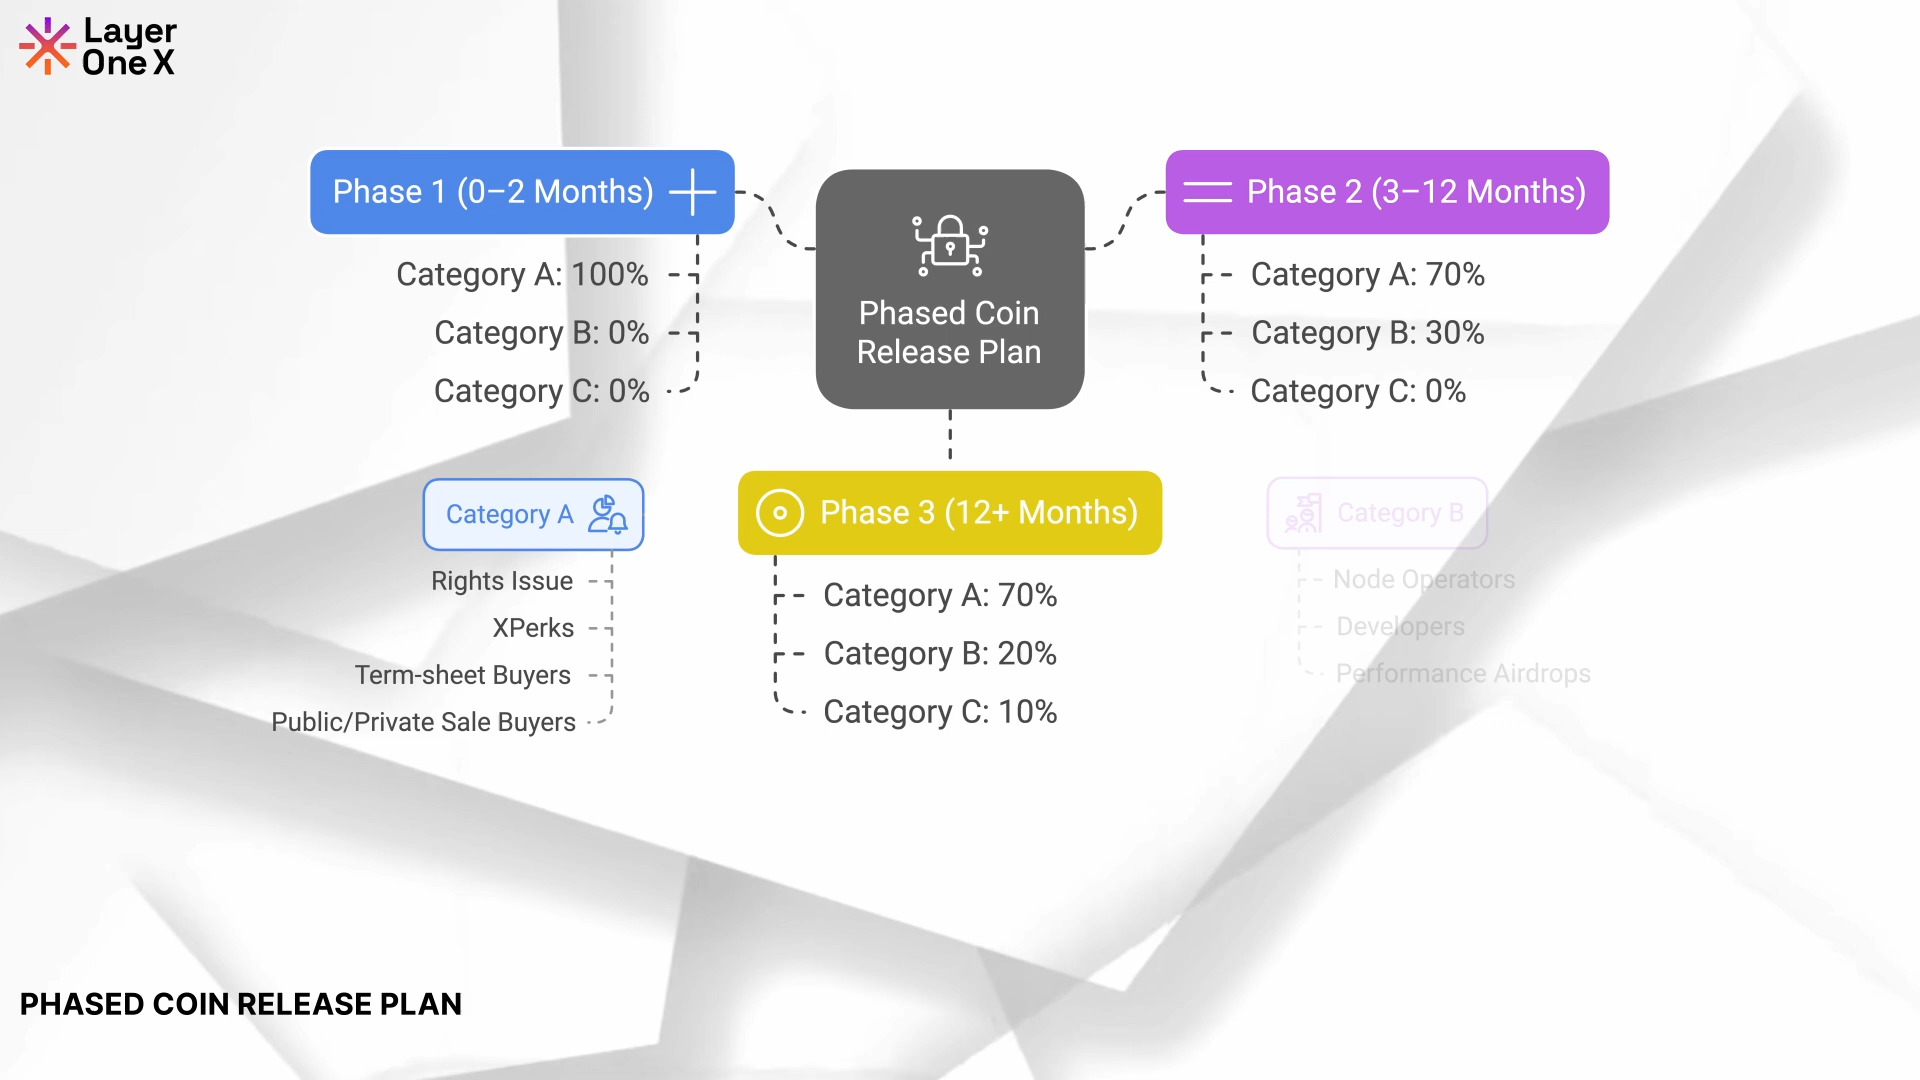 Layer
One X
Phase 1 (0–2 Months)
Category A: 100%
Category B: 0%
Category C: 0%
Phased Coin
Release Plan
Phase 2 (3–12 Months)
Category A: 70%
Category B: 30%
Category C: 0%
Category A
Rights Issue
XPerks
Term-sheet Buyers
Public/Private Sale Buyers
Phase 3 (12+ Months)
Category A: 70%
Category B: 20%
Category C: 10%
Category B
Node Operators
Developers
Performance Airdrops
PHASED COIN RELEASE PLAN